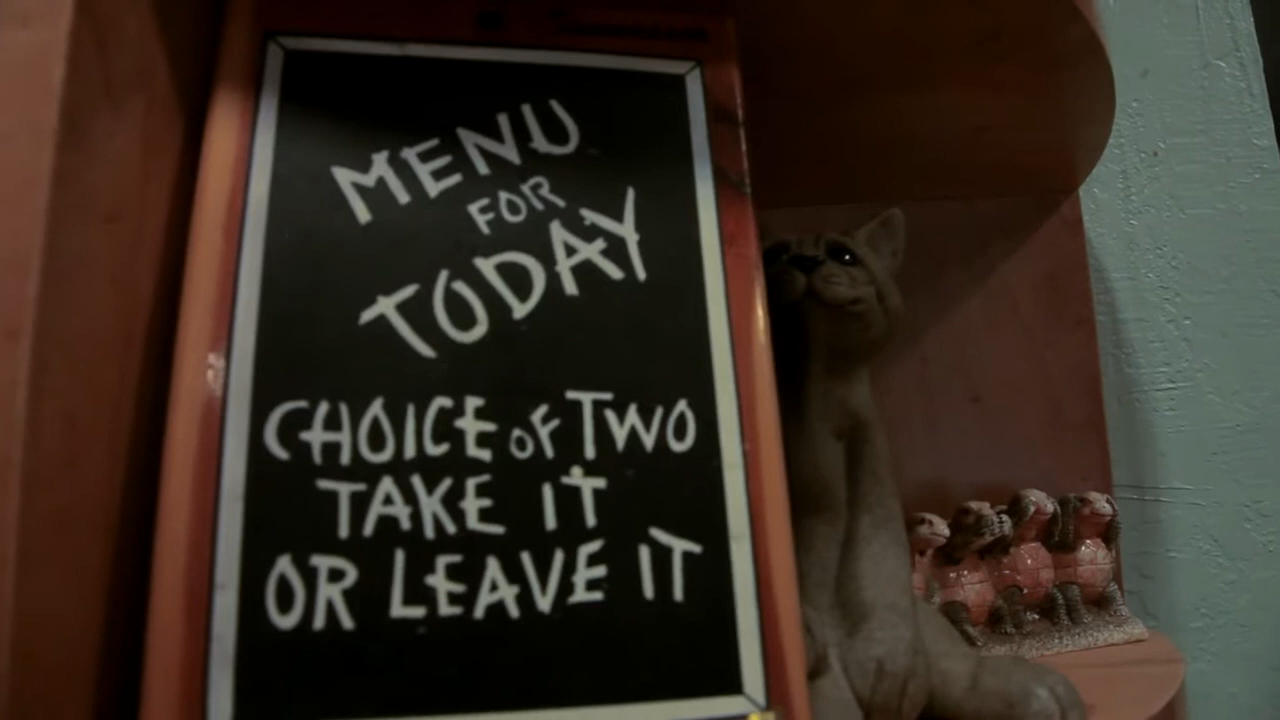 MENU
FOR
TODAY
CHOICE OF TWO
TAKE IT
OR LEAVE IT